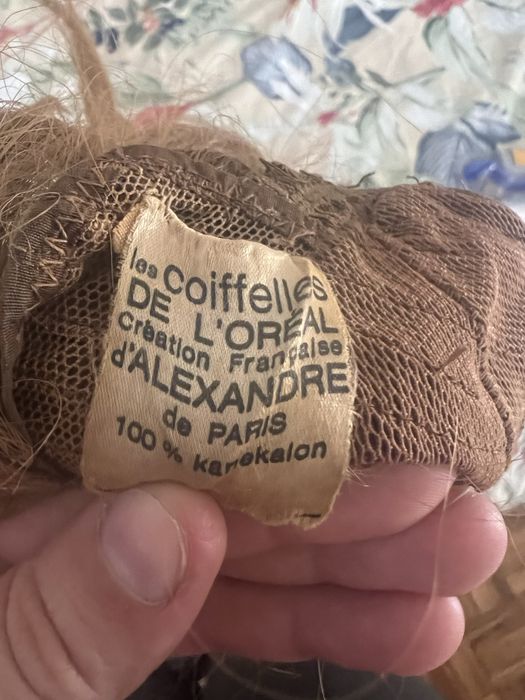 les Coiffelles
DE L'ORÉAL
Création Française
d'ALEXANDRE
de PARIS
100 % kanekalon